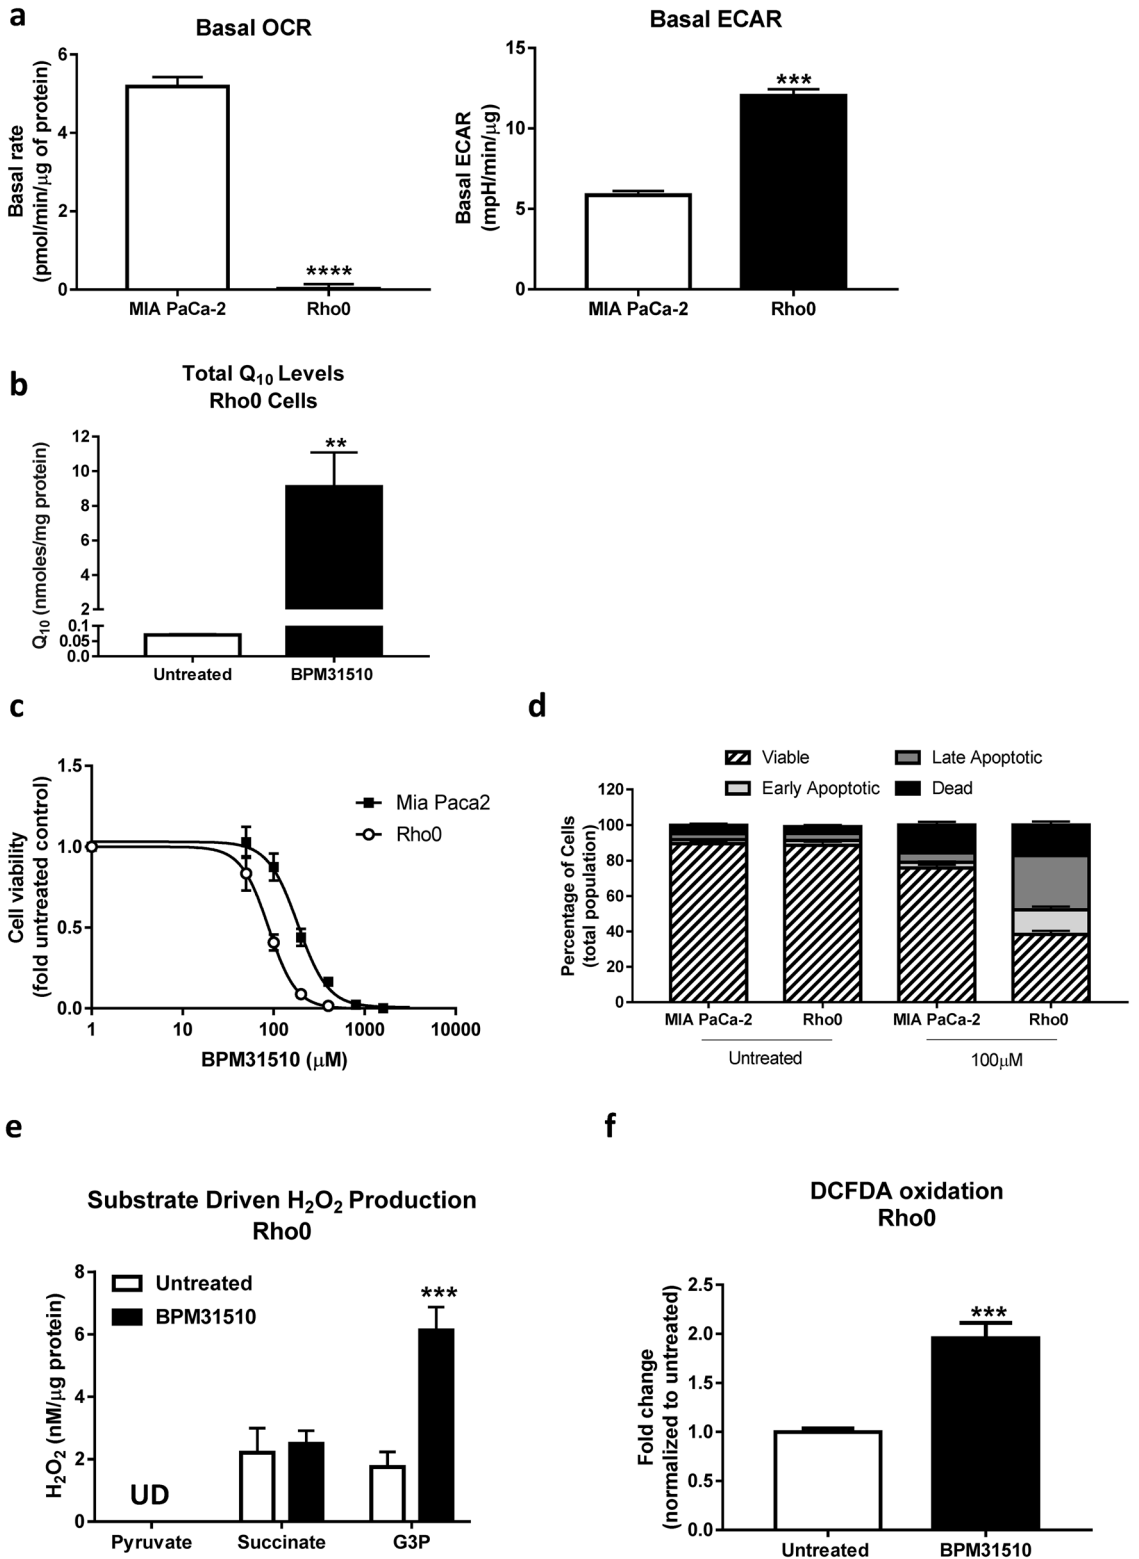 a
Basal OCR
Basal rate
(pmol/min/µg of protein)
6
4
2
0
****
MIA PaCa-2
Rho0
Basal ECAR
Basal ECAR
(mpH/min/µg)
15
10
5
0
***
MIA PaCa-2
Rho0
b
Total Q10 Levels
Rho0 Cells
Q10 (nmoles/mg protein)
12
10
8
6
4
2
0.1
0.05
0.0
**
Untreated
BPM31510
c
Cell viability
(fold untreated control)
1.5
1.0
0.5
0.0
Mia Paca2
Rho0
1
10
100
1000
10000
BPM31510 (µM)
d
Viable
Late Apoptotic
Early Apoptotic
Dead
Percentage of Cells
(total population)
120
100
80
60
40
20
0
MIA PaCa-2
Rho0
MIA PaCa-2
Rho0
Untreated
100µM
e
Substrate Driven H2O2 Production
Rho0
H2O2 (nM/µg protein)
8
6
4
2
0
Untreated
BPM31510
***
UD
Pyruvate
Succinate
G3P
f
DCFDA oxidation
Rho0
Fold change
(normalized to untreated)
2.5
2.0
1.5
1.0
0.5
0.0
***
Untreated
BPM31510